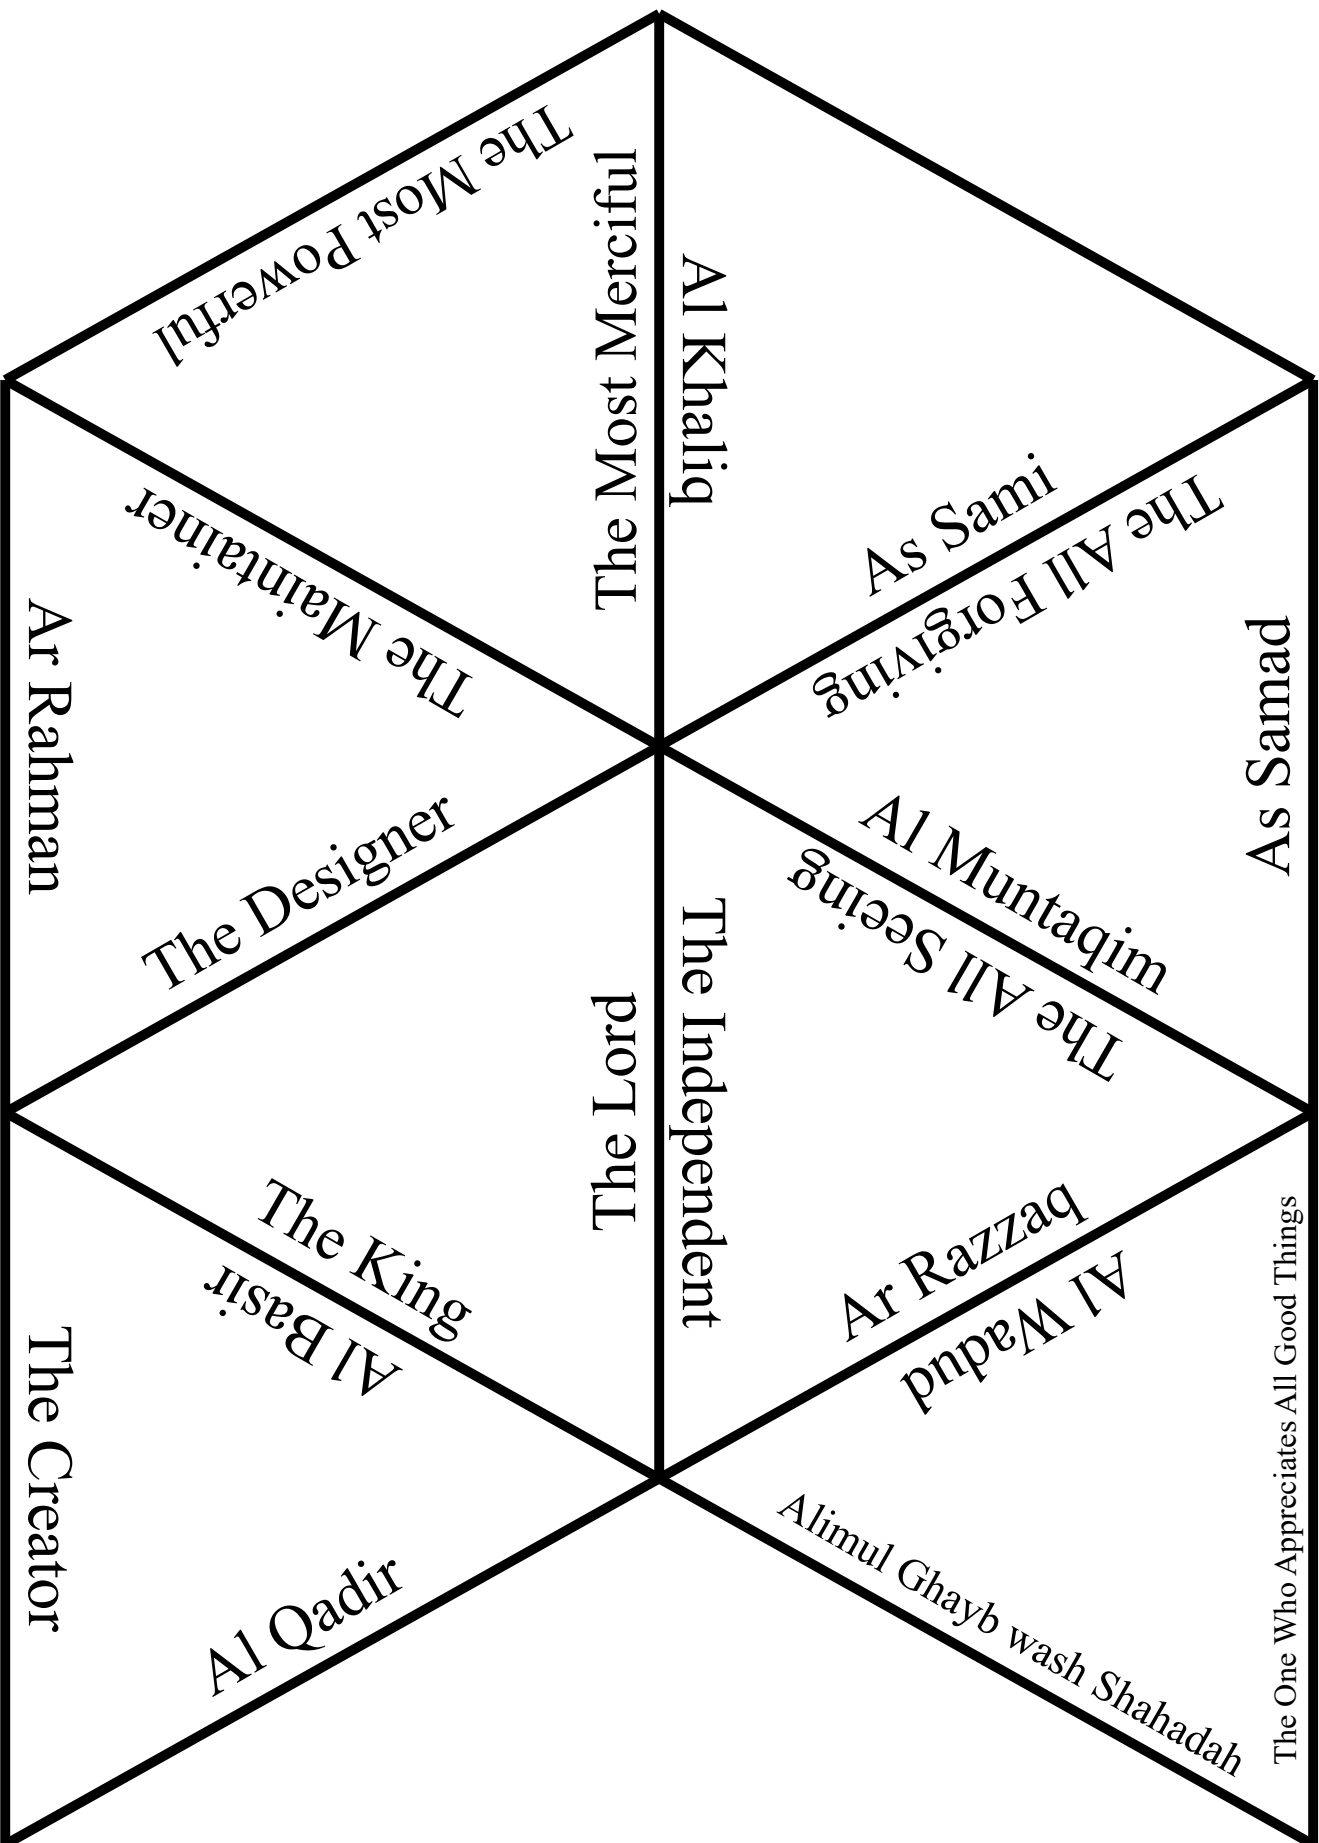 The Most Powerful
The Most Merciful
Al Khaliq
As Sami
The Maintainer
The All Forgiving
Ar Rahman
As Samad
The Designer
Al Muntaqim
The All Seeing
The Lord
The Independent
The King
Ar Razzaq
Al Basir
Al Wadud
The Creator
The One Who Appreciates All Good Things
Al Qadir
Alimul Ghayb wash Shahadah